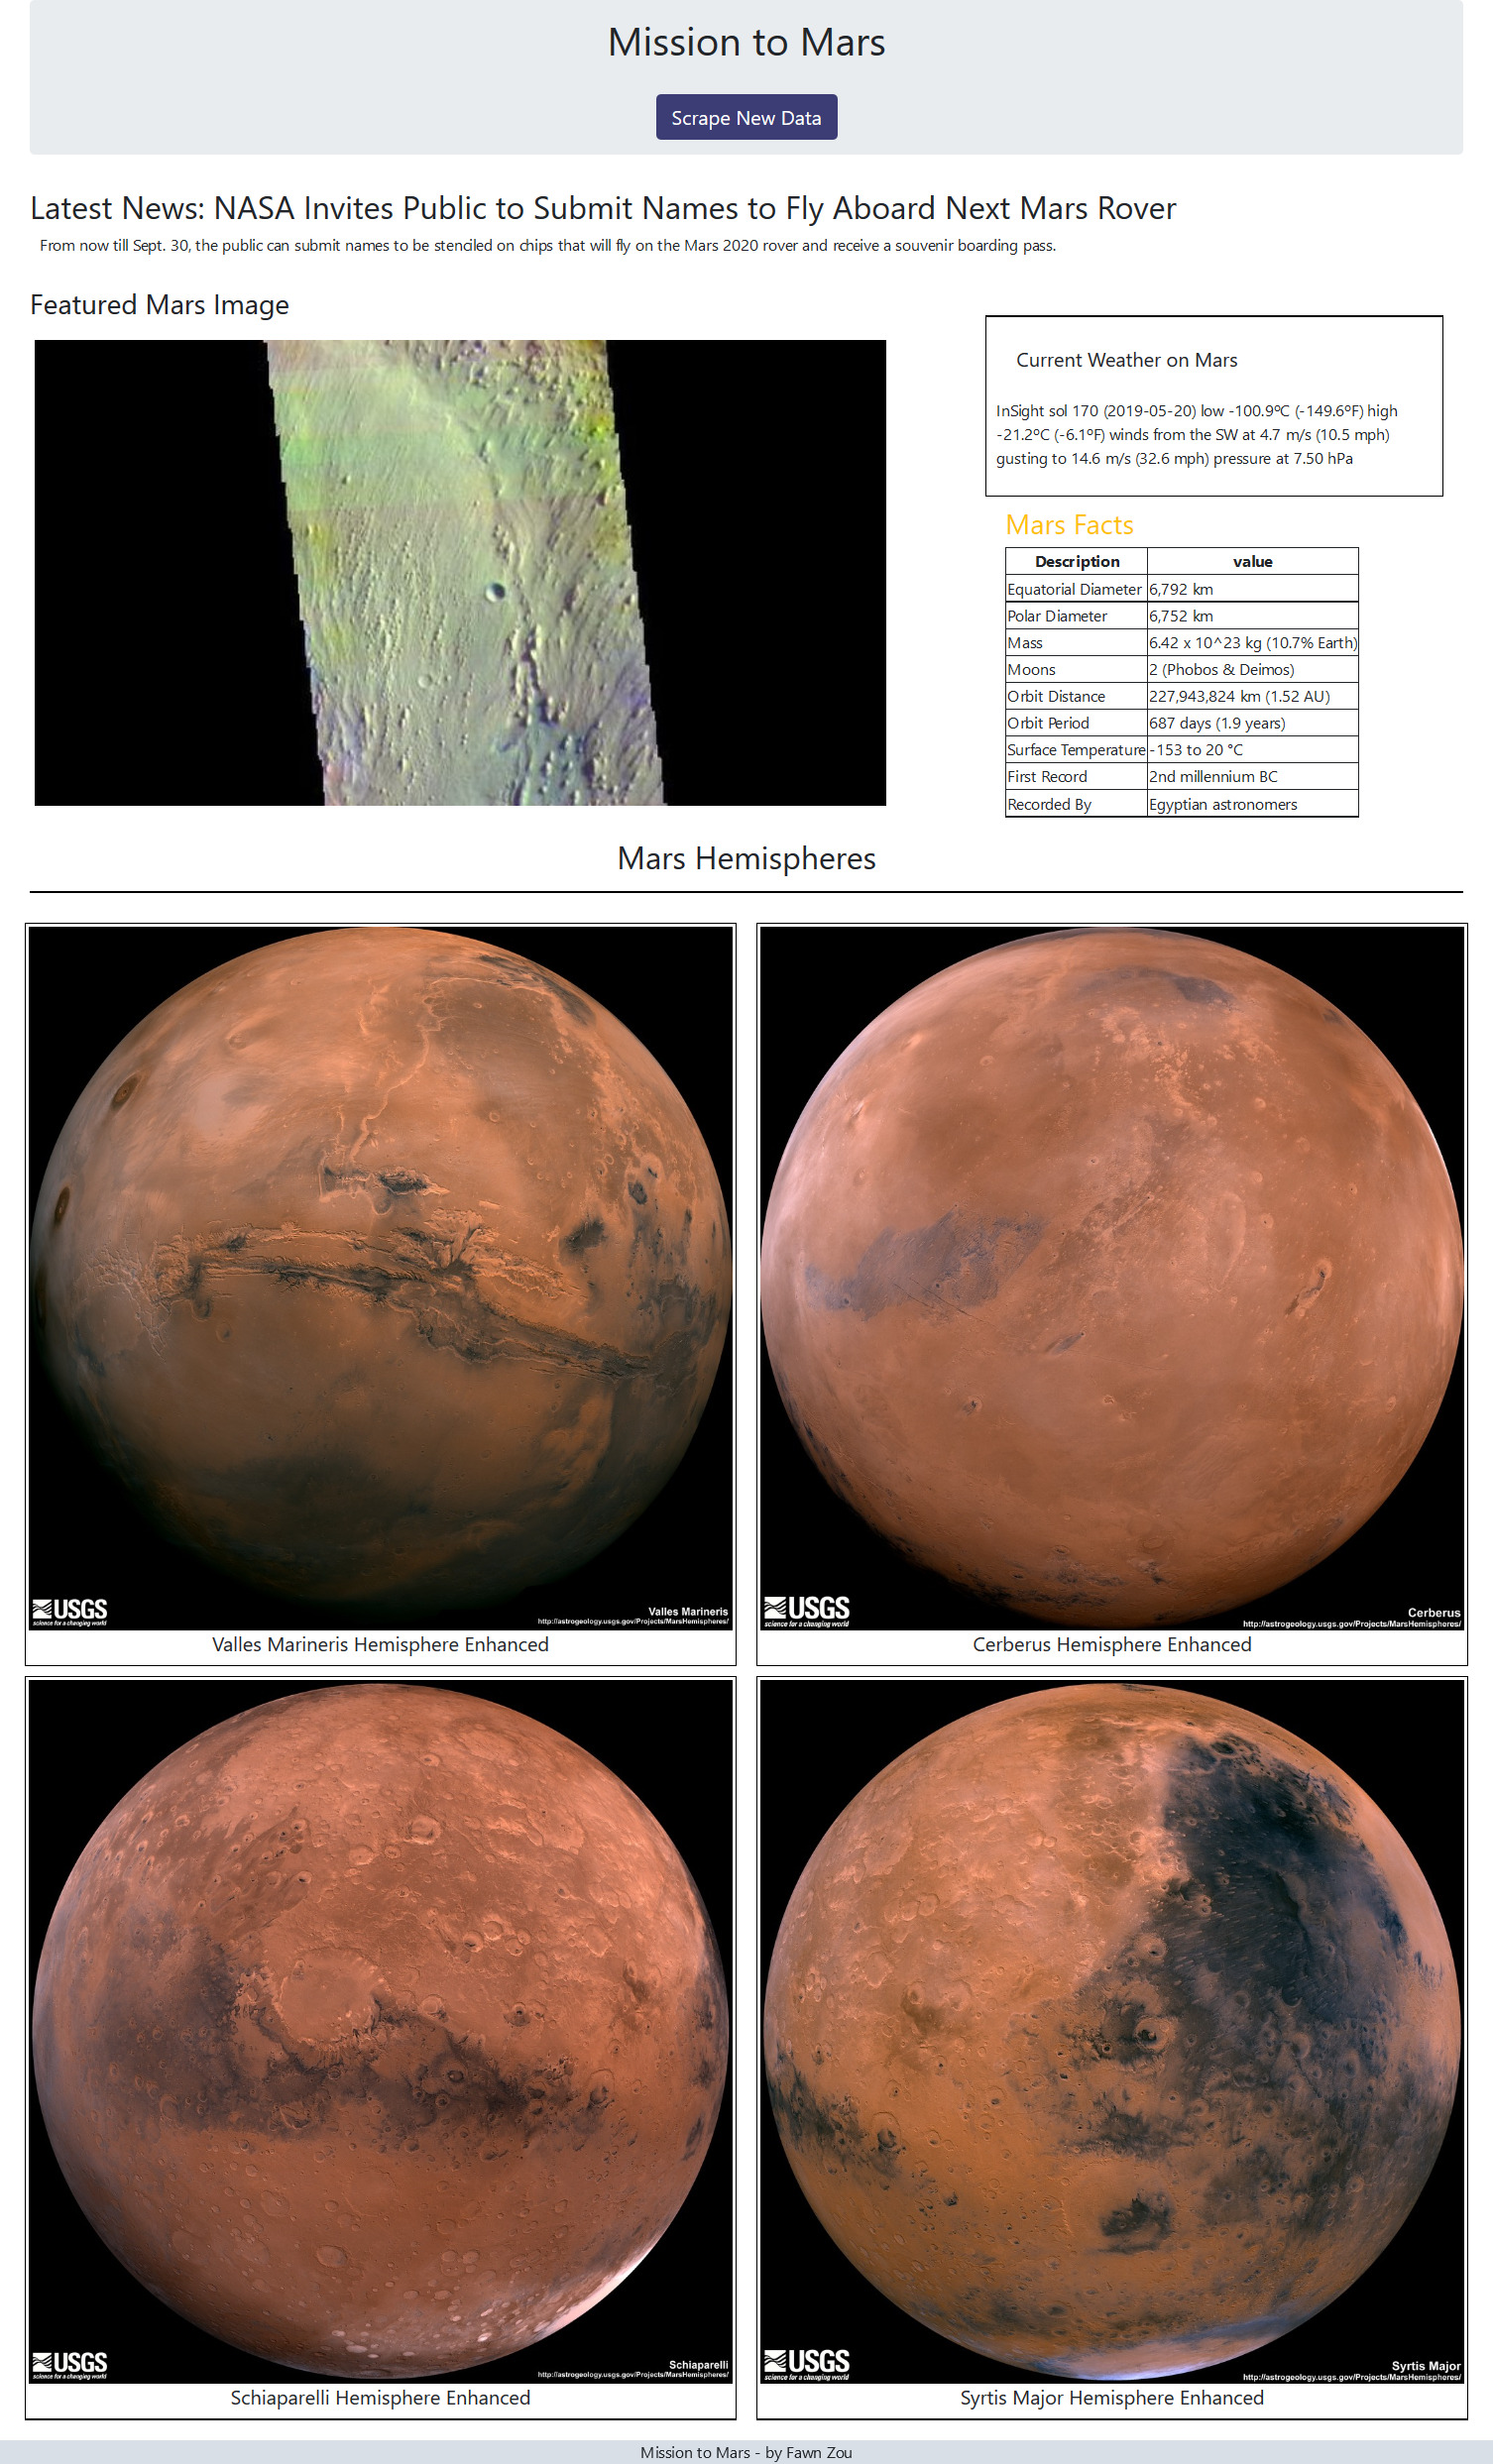 Mission to Mars
Scrape New Data
Latest News: NASA Invites Public to Submit Names to Fly Aboard Next Mars Rover
From now till Sept. 30, the public can submit names to be stenciled on chips that will fly on the Mars 2020 rover and receive a souvenir boarding pass.
Featured Mars Image
Current Weather on Mars
InSight sol 170 (2019-05-20) low -100.9ºC (-149.6ºF) high
-21.2ºC (-6.1ºF) winds from the SW at 4.7 m/s (10.5 mph)
gusting to 14.6 m/s (32.6 mph) pressure at 7.50 hPa
Mars Facts
Description value
Equatorial Diameter 6,792 km
Polar Diameter 6,752 km
Mass 6.42 x 10^23 kg (10.7% Earth)
Moons 2 (Phobos & Deimos)
Orbit Distance 227,943,824 km (1.52 AU)
Orbit Period 687 days (1.9 years)
Surface Temperature -153 to 20 °C
First Record 2nd millennium BC
Recorded By Egyptian astronomers
Mars Hemispheres
USGS
science for a changing world
Valles Marineris
http://astrogeology.usgs.gov/Projects/MarsHemispheres/
Valles Marineris Hemisphere Enhanced
USGS
science for a changing world
Cerberus
http://astrogeology.usgs.gov/Projects/MarsHemispheres/
Cerberus Hemisphere Enhanced
USGS
science for a changing world
Schiaparelli
http://astrogeology.usgs.gov/Projects/MarsHemispheres/
Schiaparelli Hemisphere Enhanced
USGS
science for a changing world
Syrtis Major
http://astrogeology.usgs.gov/Projects/MarsHemispheres/
Syrtis Major Hemisphere Enhanced
Mission to Mars - by Fawn Zou